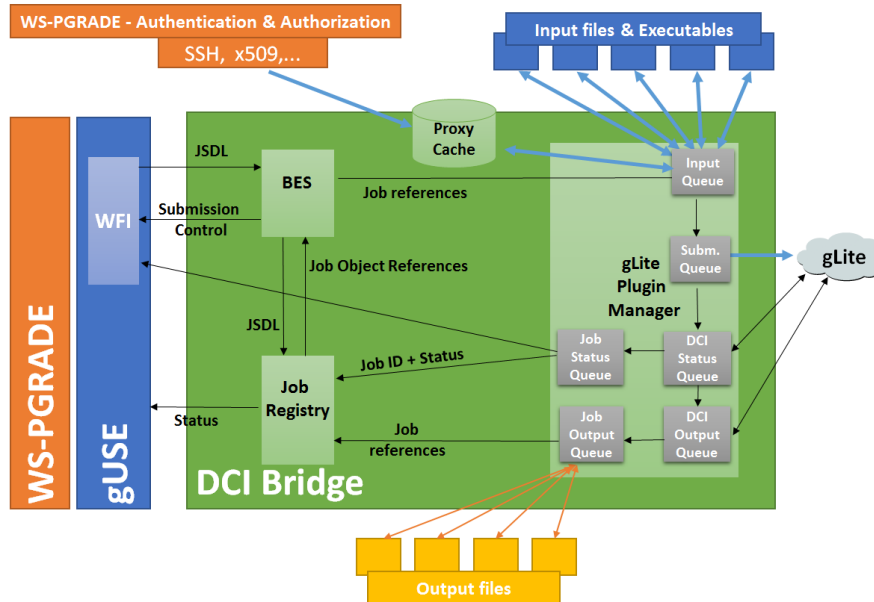 WS-PGRADE - Authentication & Authorization
SSH, x509,...
Input files & Executables
WS-PGRADE
gUSE
WFI
JSDL
Submission
Control
BES
Proxy
Cache
Job references
Input
Queue
Subm.
Queue
gLite
Job Object References
gLite
Plugin
Manager
JSDL
Job
Status
Queue
DCI
Status
Queue
Job ID + Status
Job
Registry
Status
Job
references
Job
Output
Queue
DCI
Output
Queue
DCI Bridge
Output files